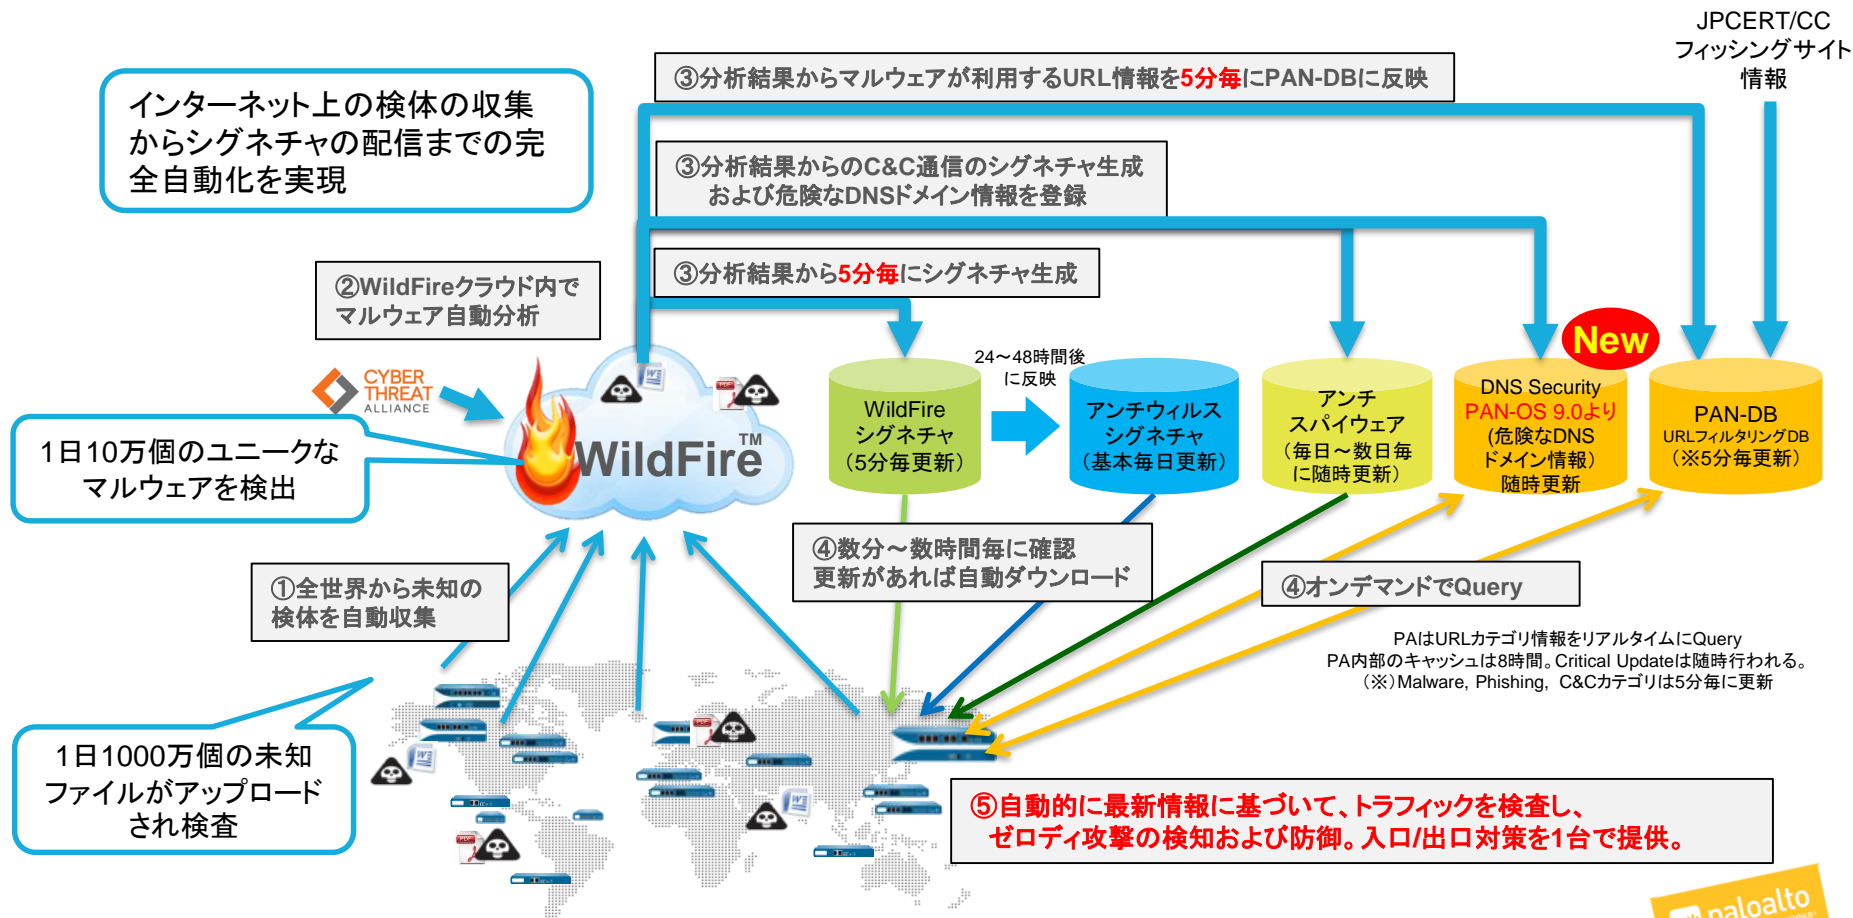 JPCERT/CC
フィッシングサイト
情報
③分析結果からマルウェアが利用するURL情報を5分毎にPAN-DBに反映
インターネット上の検体の収集
からシグネチャの配信までの完
全自動化を実現
③分析結果からのC&C通信のシグネチャ生成
および危険なDNSドメイン情報を登録
③分析結果から5分毎にシグネチャ生成
②WildFireクラウド内で
マルウェア自動分析
New
CYBER
THREAT
ALLIANCE
WildFire™
24～48時間後
に反映
WildFire
シグネチャ
（5分毎更新）
アンチウィルス
シグネチャ
（基本毎日更新）
アンチ
スパイウェア
（毎日～数日毎
に随時更新）
DNS Security
PAN-OS 9.0より
(危険なDNS
ドメイン情報）
随時更新
PAN-DB
URLフィルタリングDB
（※5分毎更新）
1日10万個のユニークな
マルウェアを検出
④数分～数時間毎に確認
更新があれば自動ダウンロード
①全世界から未知の
検体を自動収集
④オンデマンドでQuery
PAはURLカテゴリ情報をリアルタイムにQuery
PA内部のキャッシュは8時間。Critical Updateは随時行われる。
（※）Malware, Phishing, C&Cカテゴリは5分毎に更新
1日1000万個の未知
ファイルがアップロード
され検査
⑤自動的に最新情報に基づいて、トラフィックを検査し、
ゼロディ攻撃の検知および防御。入口/出口対策を1台で提供。
paloalto